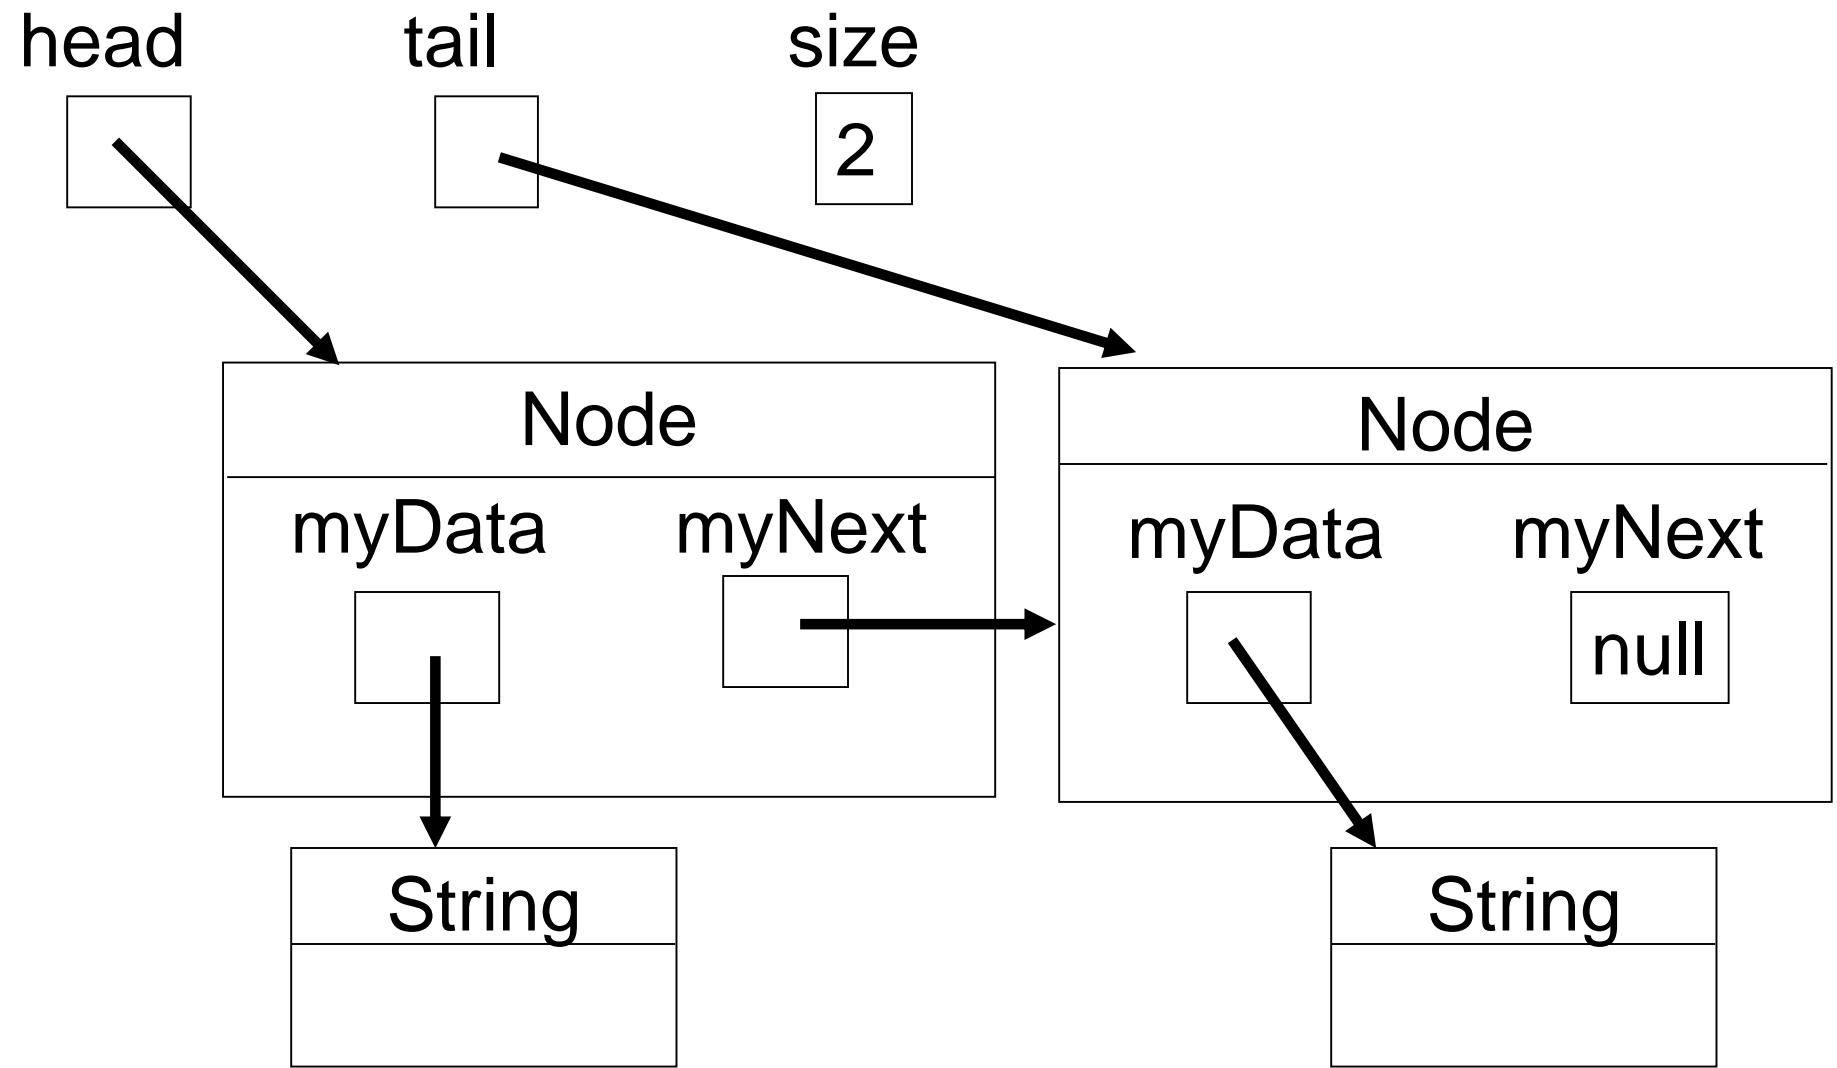 head tail size
2
Node Node
myData myNext myData myNext
null
String String